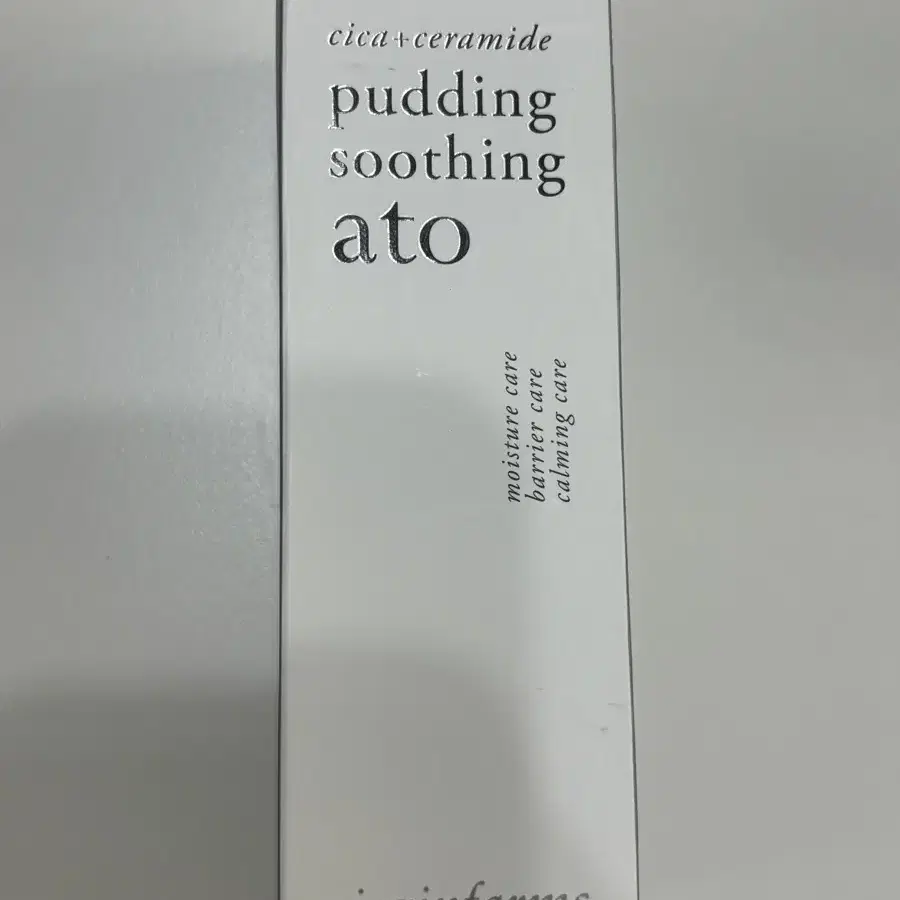 cica+ceramide
pudding
soothing
ato
moisture care
barrier care
calming care